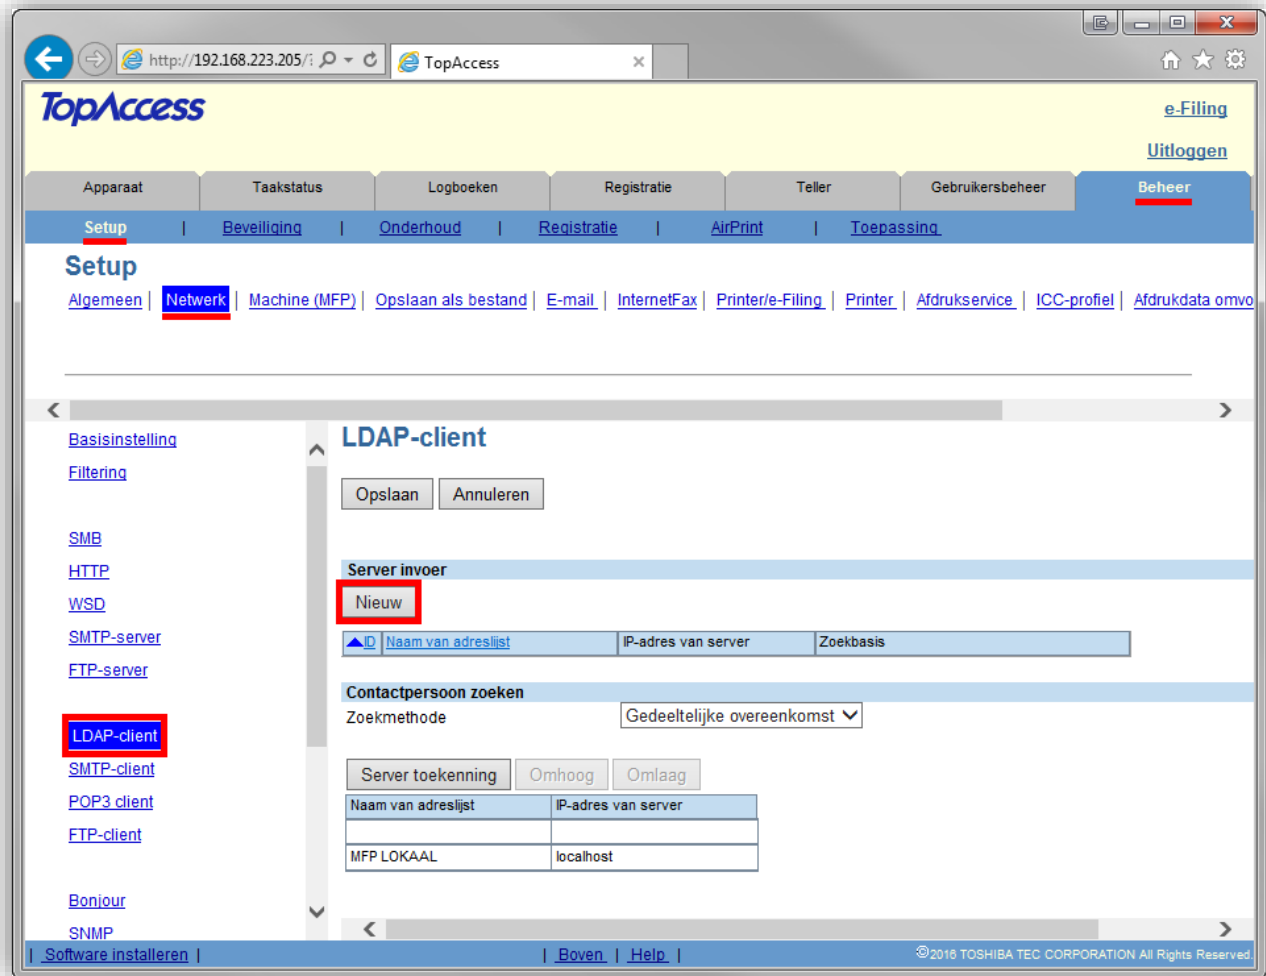 http://192.168.223.205/
TopAccess
TopAccess
e-Filing
Uitloggen
Apparaat Taakstatus Logboeken Registratie Teller Gebruikersbeheer Beheer
Setup | Beveiliging | Onderhoud | Registratie | AirPrint | Toepassing
Setup
Algemeen | Netwerk | Machine (MFP) | Opslaan als bestand | E-mail | InternetFax | Printer/e-Filing | Printer | Afdrukservice | ICC-profiel | Afdrukdata omvo
Basisinstelling
Filtering
SMB
HTTP
WSD
SMTP-server
FTP-server
LDAP-client
SMTP-client
POP3 client
FTP-client
Bonjour
SNMP
LDAP-client
Opslaan Annuleren
Server invoer
Nieuw
ID Naam van adreslijst IP-adres van server Zoekbasis
Contactpersoon zoeken
Zoekmethode Gedeeltelijke overeenkomst
Server toekenning Omhoog Omlaag
Naam van adreslijst IP-adres van server
MFP LOKAAL localhost
| Software installeren | | Boven | Help | ©2016 TOSHIBA TEC CORPORATION All Rights Reserved.